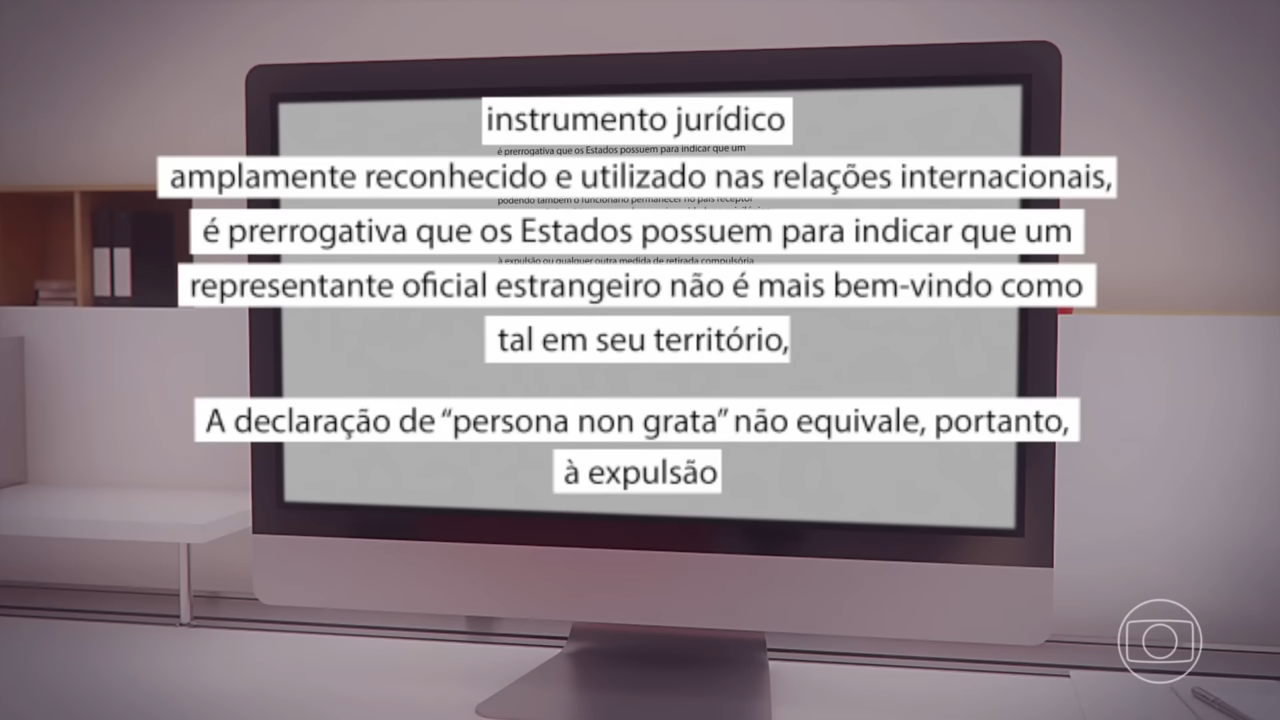 instrumento jurídico
é prerrogativa que os Estados possuem para indicar que um
amplamente reconhecido e utilizado nas relações internacionais,
podendo também o funcionário permanecer no país receptor
é prerrogativa que os Estados possuem para indicar que um
à expulsão ou qualquer outra medida de retirada compulsória
representante oficial estrangeiro não é mais bem-vindo como
tal em seu território,
A declaração de “persona non grata” não equivale, portanto,
à expulsão